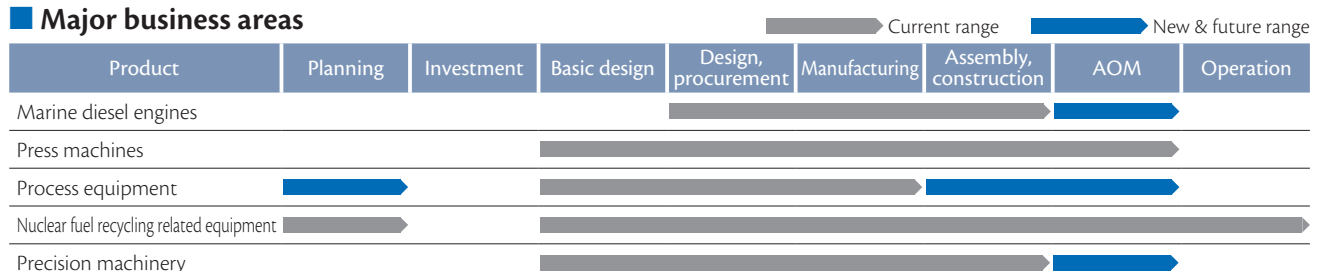 Major business areas
Current range
New & future range
Product Planning Investment Basic design Design, procurement Manufacturing Assembly, construction AOM Operation
Marine diesel engines
Press machines
Process equipment
Nuclear fuel recycling related equipment
Precision machinery